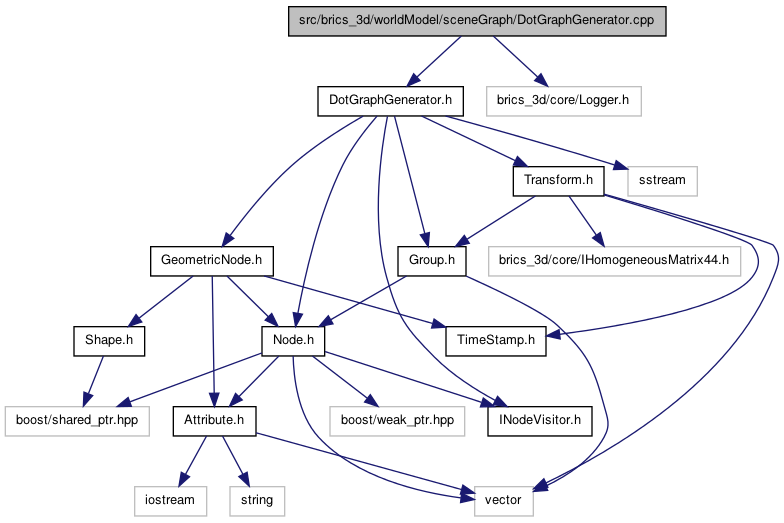 src/brics_3d/worldModel/sceneGraph/DotGraphGenerator.cpp
DotGraphGenerator.h
brics_3d/core/Logger.h
Transform.h
sstream
GeometricNode.h
Group.h
brics_3d/core/IHomogeneousMatrix44.h
Shape.h
Node.h
TimeStamp.h
boost/shared_ptr.hpp
Attribute.h
boost/weak_ptr.hpp
INodeVisitor.h
iostream
string
vector